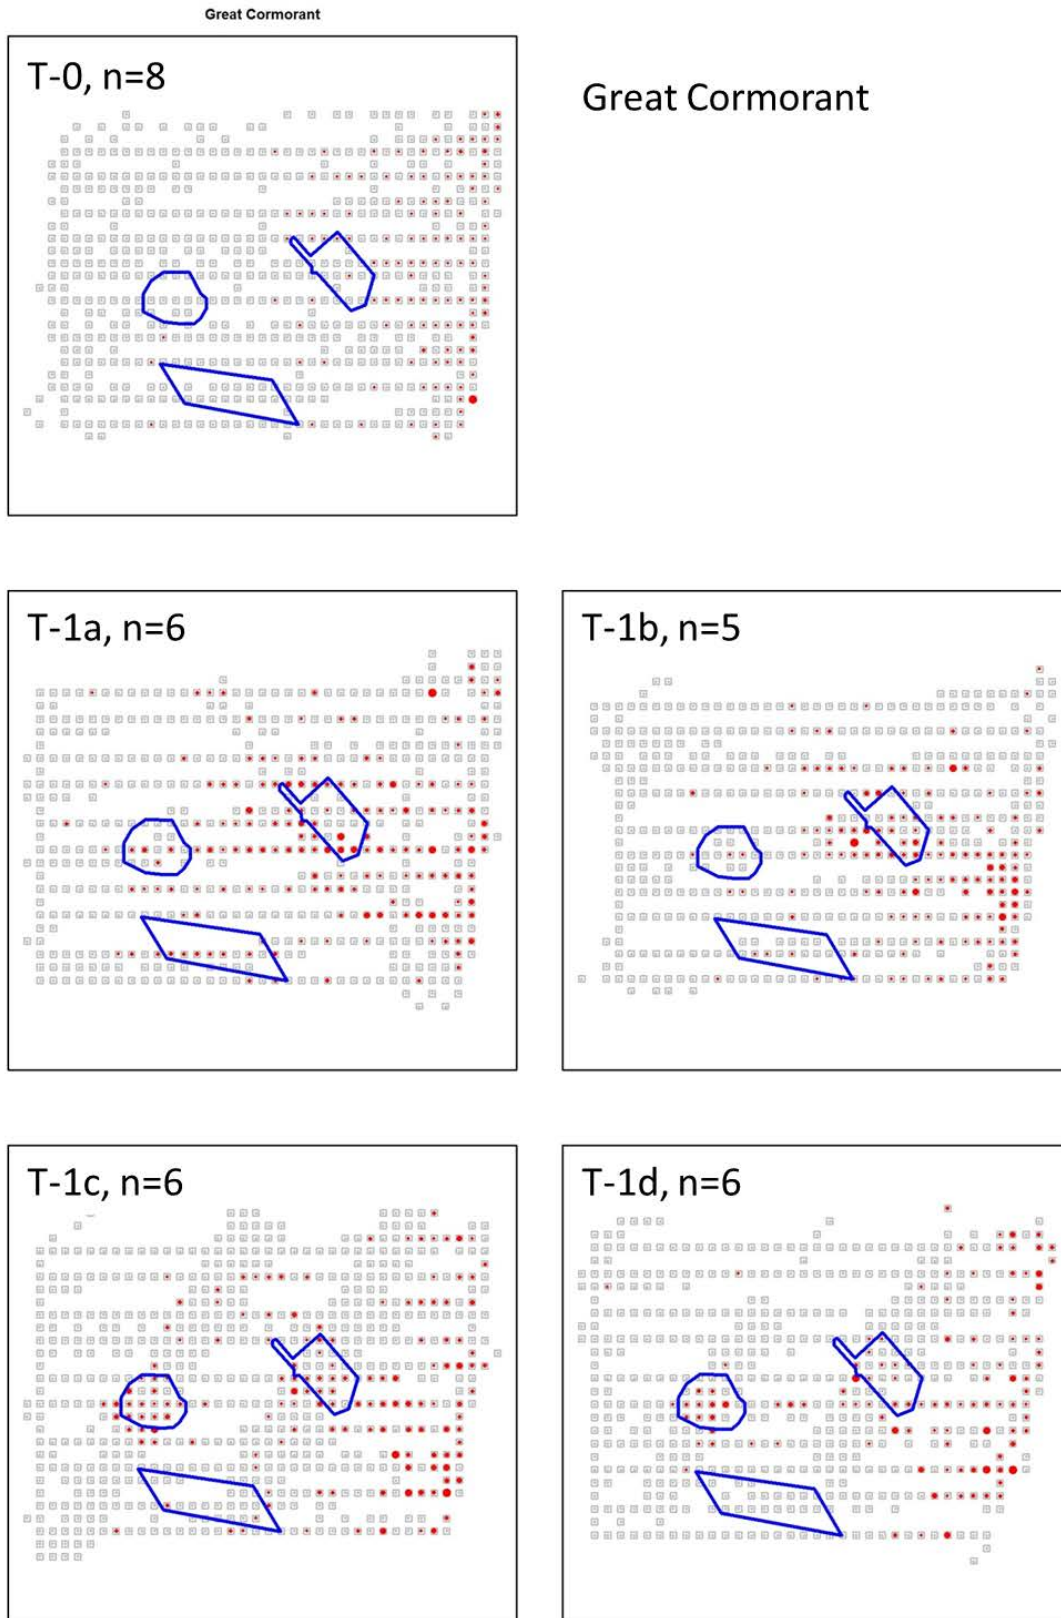 Great Cormorant
T-0, n=8
Great Cormorant
T-1a, n=6
T-1b, n=5
T-1c, n=6
T-1d, n=6